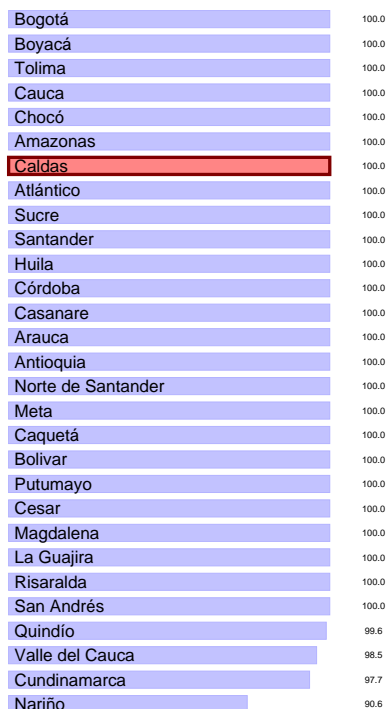 Bogotá 100.0
Boyacá 100.0
Tolima 100.0
Cauca 100.0
Chocó 100.0
Amazonas 100.0
Caldas 100.0
Atlántico 100.0
Sucre 100.0
Santander 100.0
Huila 100.0
Córdoba 100.0
Casanare 100.0
Arauca 100.0
Antioquia 100.0
Norte de Santander 100.0
Meta 100.0
Caquetá 100.0
Bolivar 100.0
Putumayo 100.0
Cesar 100.0
Magdalena 100.0
La Guajira 100.0
Risaralda 100.0
San Andrés 100.0
Quindío 99.6
Valle del Cauca 98.5
Cundinamarca 97.7
Nariño 90.6